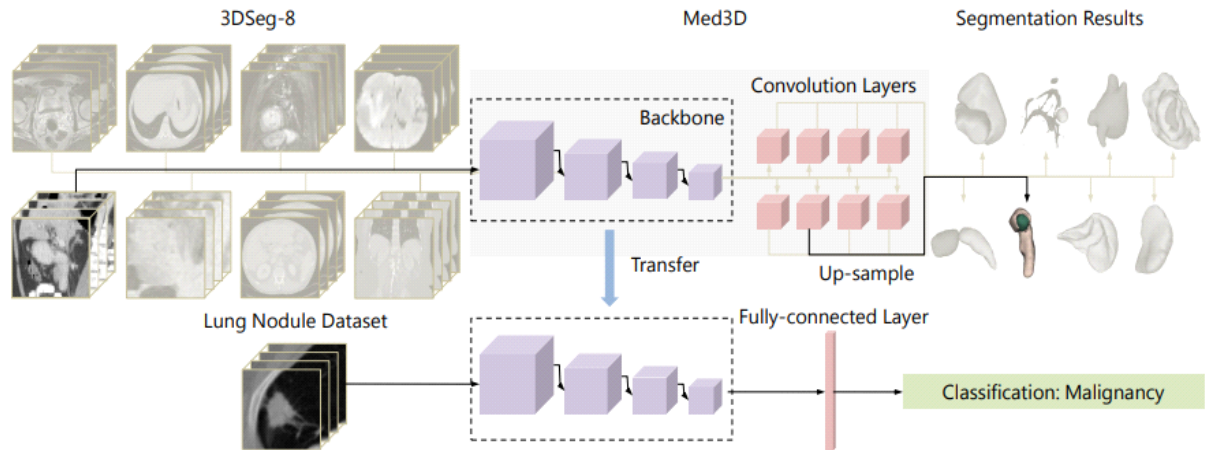 3DSeg-8
Med3D
Segmentation Results
Convolution Layers
Backbone
Transfer
Up-sample
Lung Nodule Dataset
Fully-connected Layer
Classification: Malignancy